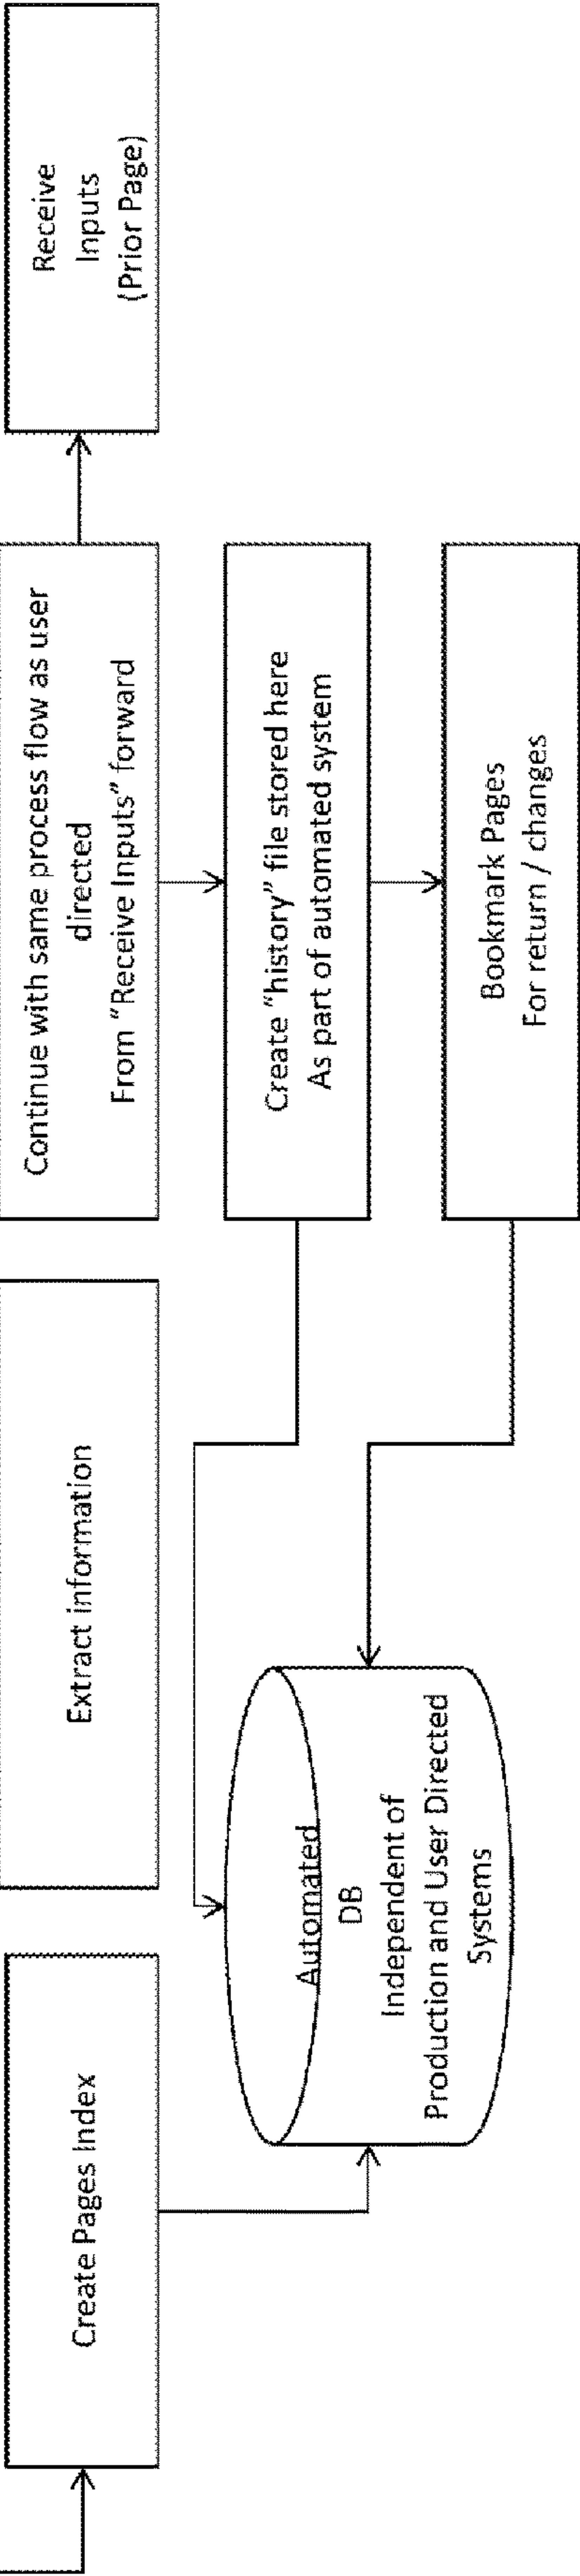 Create Pages Index
Extract information
Continue with same process flow as user
directed
From “Receive Inputs” forward
Receive
Inputs
(Prior Page)
Automated
DB
Independent of
Production and User Directed
Systems
Create “history” file stored here
As part of automated system
Bookmark Pages
For return / changes